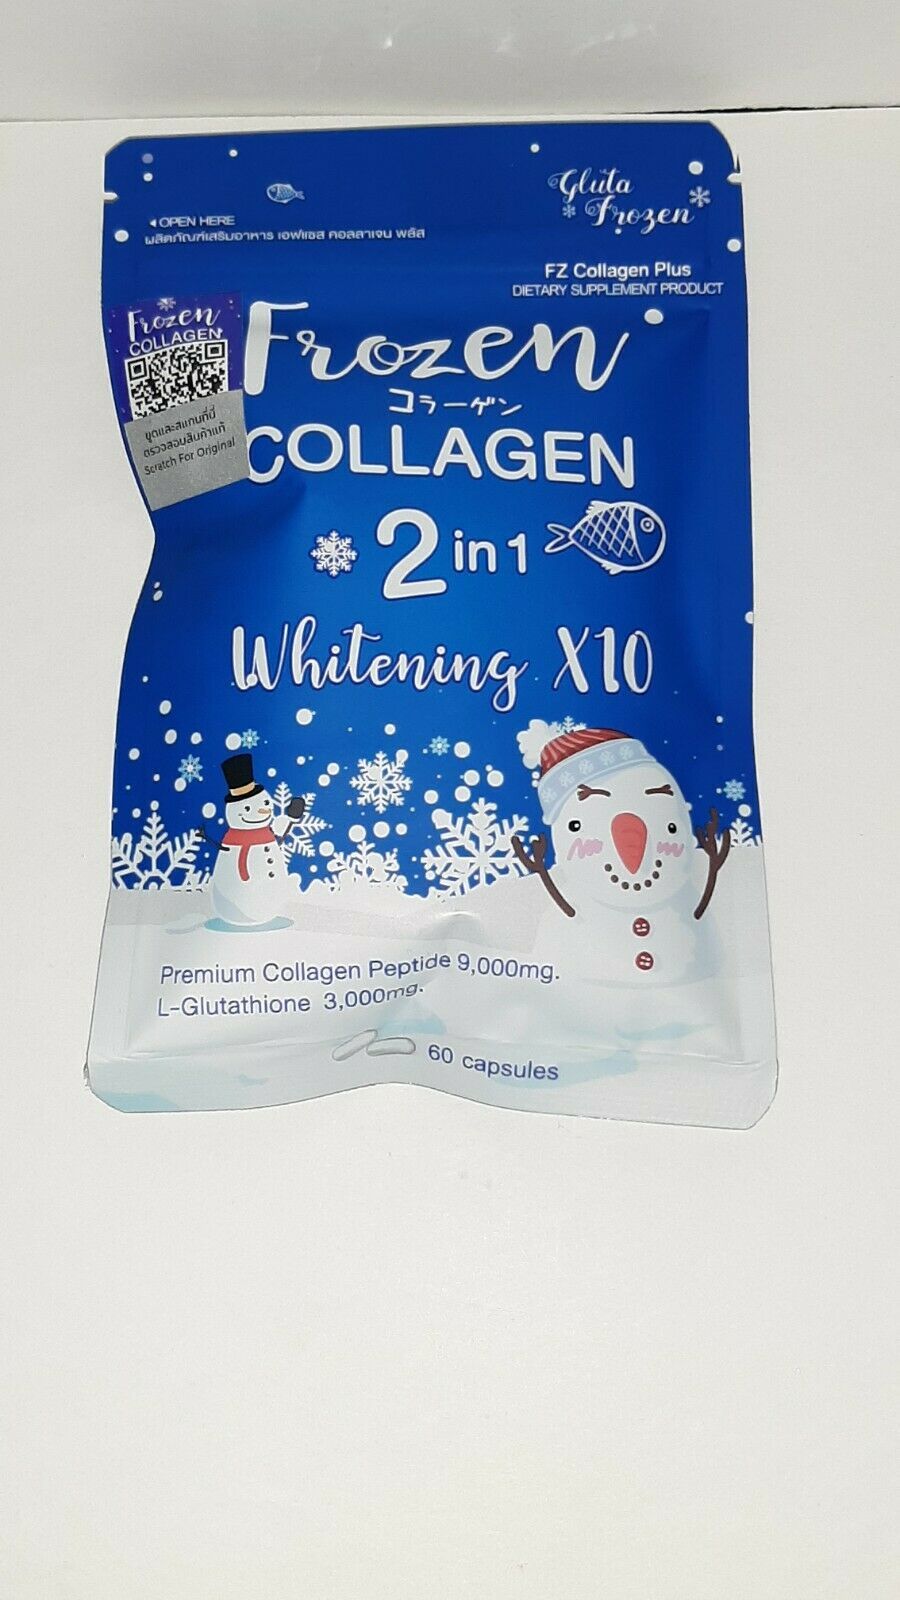 Gluta
Frozen
◂ OPEN HERE
ผลิตภัณฑ์เสริมอาหาร เอฟแซส คอลลาเจน พลัส
FZ Collagen Plus
DIETARY SUPPLEMENT PRODUCT
Frozen
COLLAGEN
ขูดและสแกนที่นี่
ตรวจสอบสินค้าแท้
Scratch For Original
Frozen
コラーゲン
COLLAGEN
2 in 1
Whitening X10
Premium Collagen Peptide 9,000mg.
L-Glutathione 3,000mg.
60 capsules